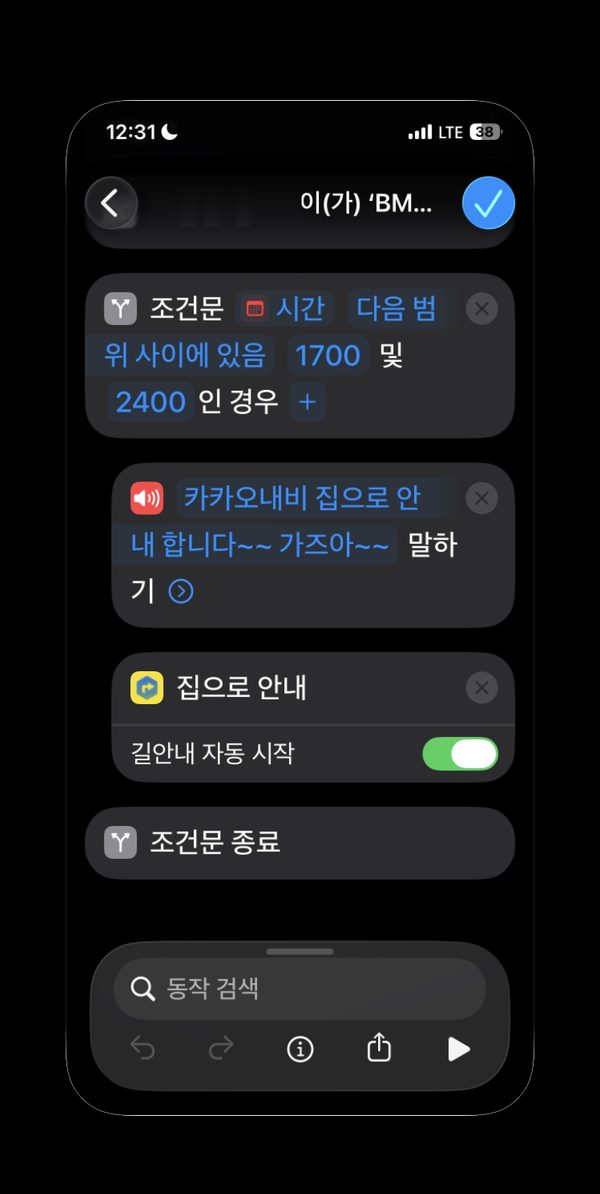 12:31 LTE 38
이(가) ‘BM...
조건문 시간 다음 범
위 사이에 있음 1700 및
2400 인 경우 +
카카오내비 집으로 안
내 합니다~~ 가즈아~~ 말하
기
집으로 안내
길안내 자동 시작
조건문 종료
동작 검색